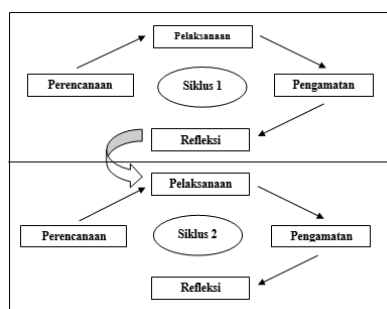 Pelaksanaan
Perencanaan
Siklus 1
Pengamatan
Refleksi
Pelaksanaan
Perencanaan
Siklus 2
Pengamatan
Refleksi